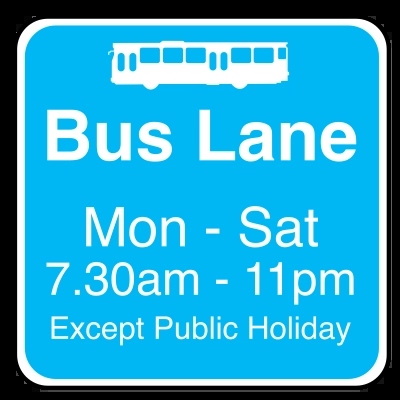 Bus Lane
Mon - Sat
7.30am - 11pm
Except Public Holiday